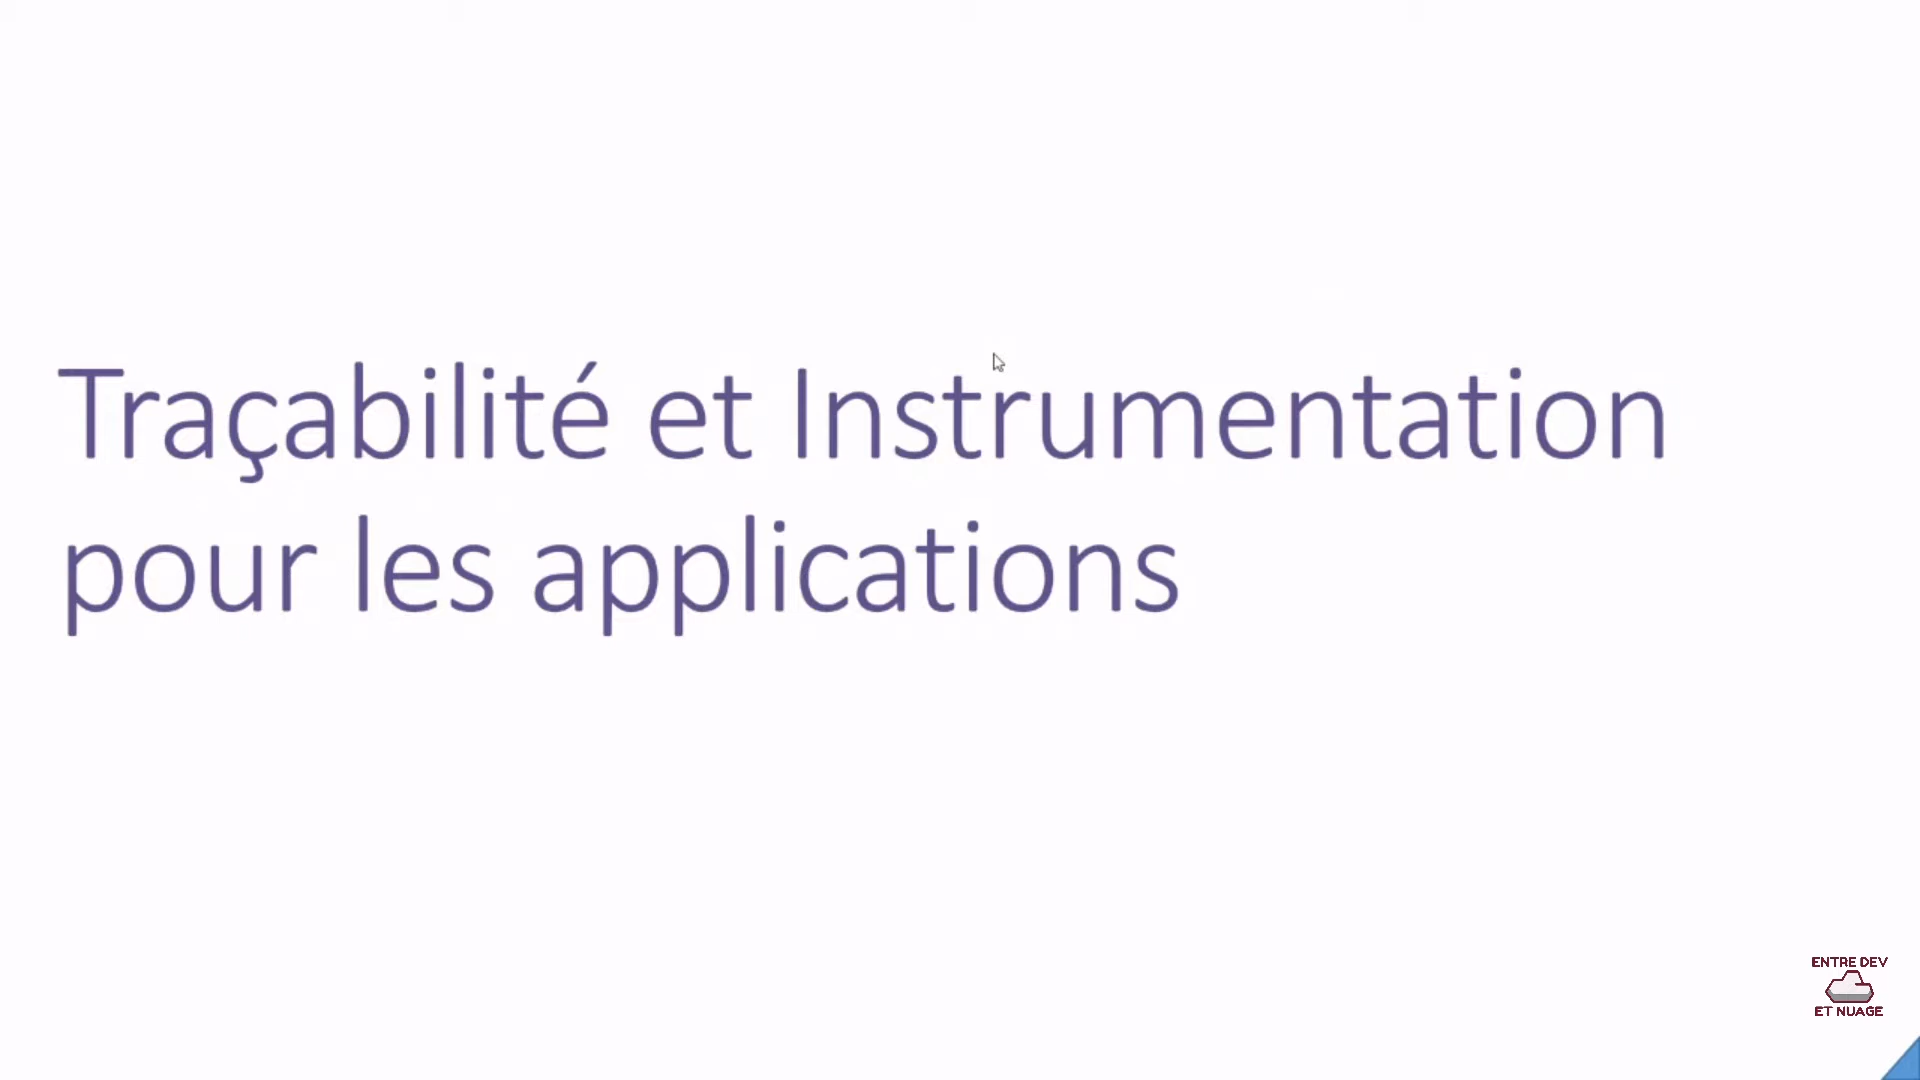 Traçabilité et Instrumentation
pour les applications
ENTRE DEV
ET NUAGE